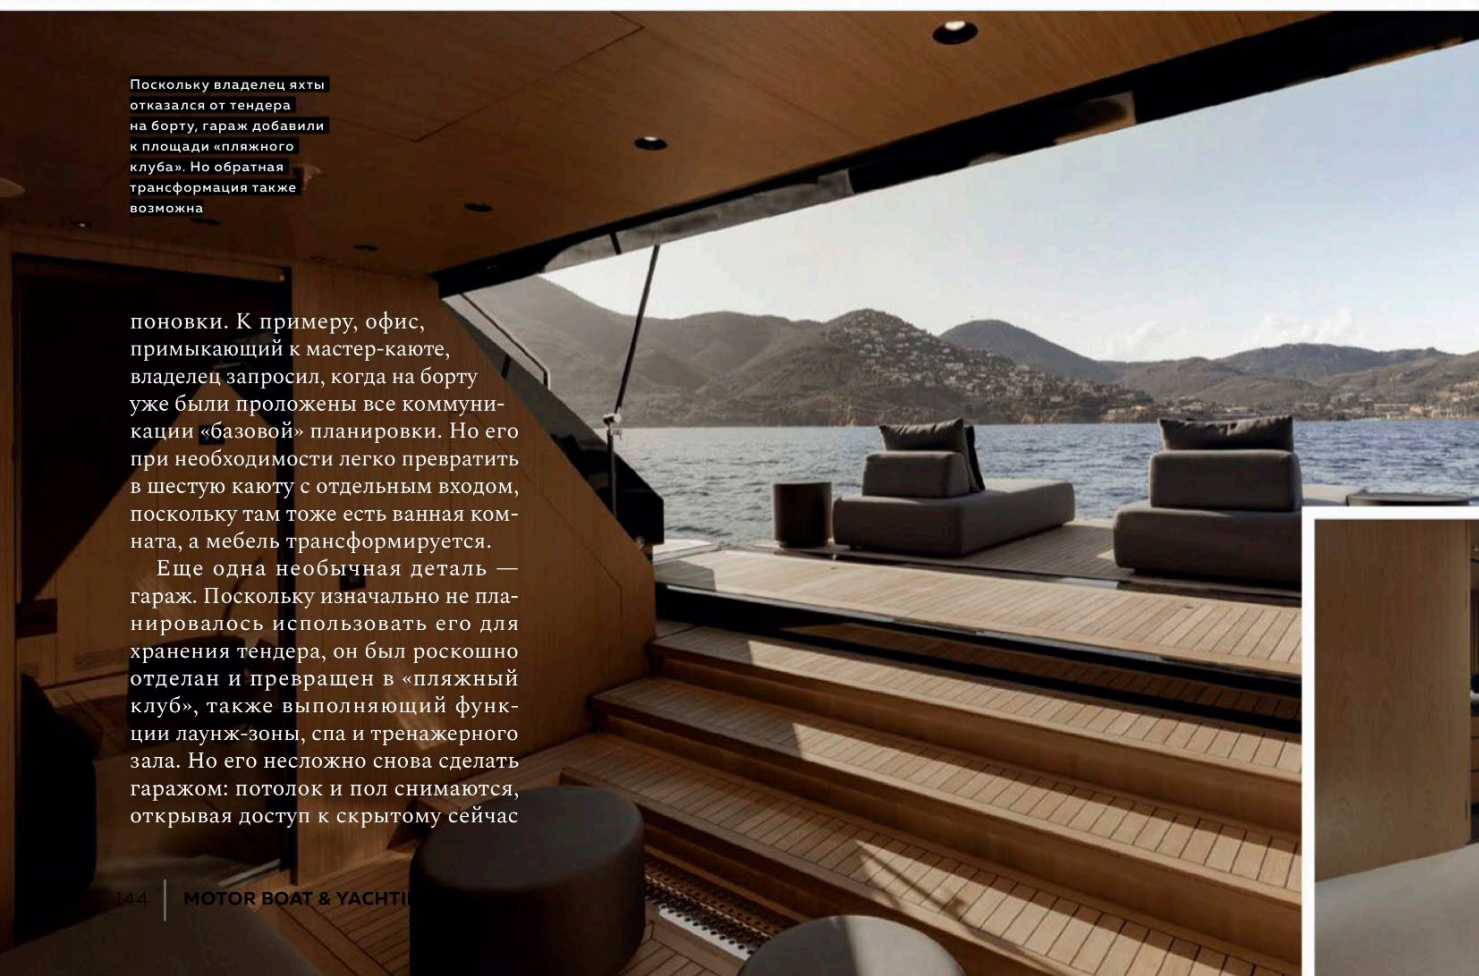 Поскольку владелец яхты
отказался от тендера
на борту, гараж добавили
к площади «пляжного
клуба». Но обратная
трансформация также
возможна
поновки. К примеру, офис,
примыкающий к мастер-каюте,
владелец запросил, когда на борту
уже были проложены все коммуни-
кации «базовой» планировки. Но его
при необходимости легко превратить
в шестую каюту с отдельным входом,
поскольку там тоже есть ванная ком-
ната, а мебель трансформируется.
Еще одна необычная деталь —
гараж. Поскольку изначально не пла-
нировалось использовать его для
хранения тендера, он был роскошно
отделан и превращен в «пляжный
клуб», также выполняющий функ-
ции лаунж-зоны, спа и тренажерного
зала. Но его несложно снова сделать
гаражом: потолок и пол снимаются,
открывая доступ к скрытому сейчас
144 MOTOR BOAT &